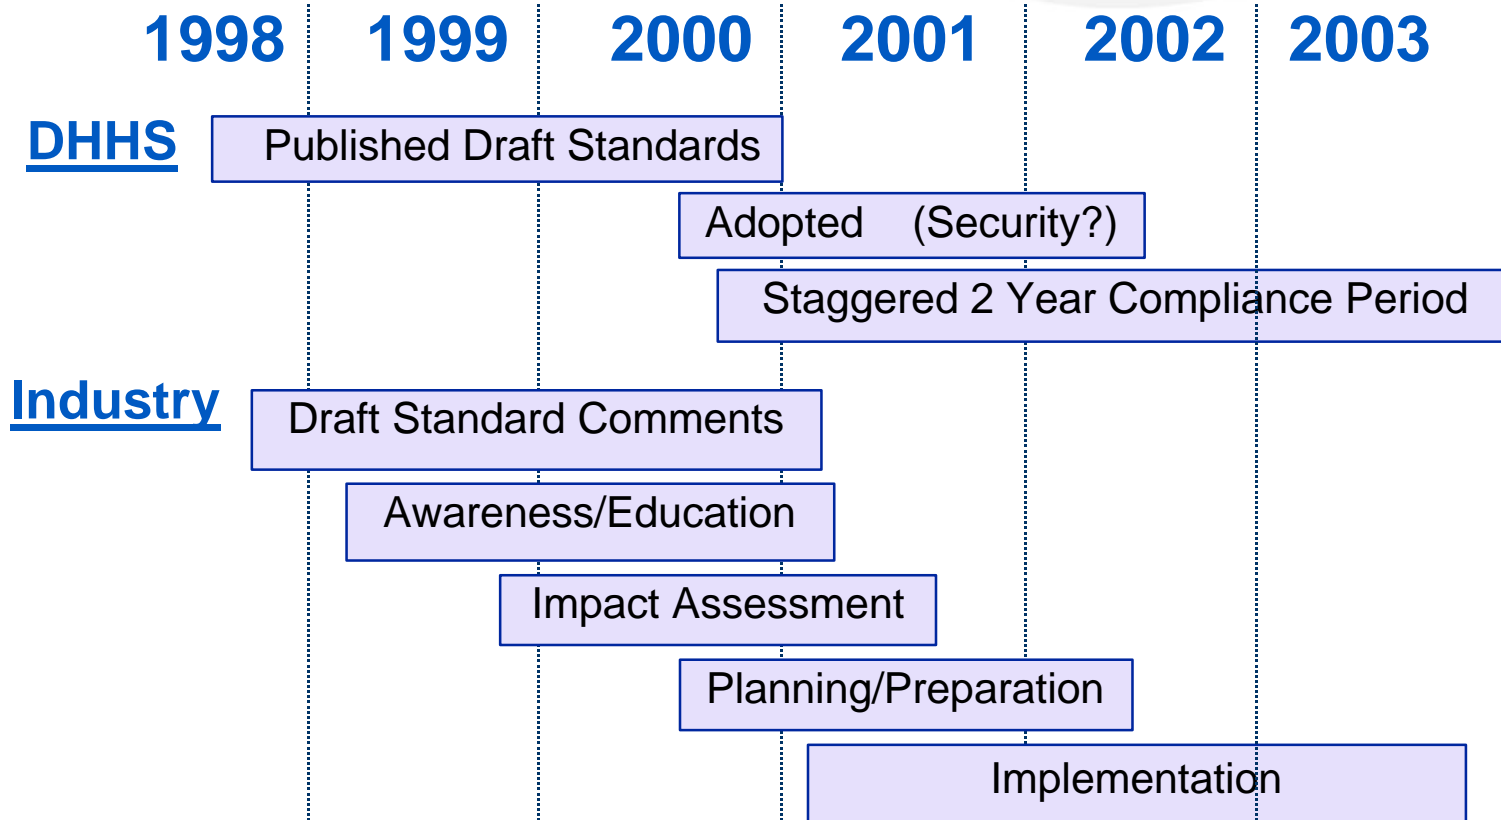 1998 1999 2000 2001 2002 2003
DHHS
Published Draft Standards
Adopted (Security?)
Staggered 2 Year Compliance Period
Industry
Draft Standard Comments
Awareness/Education
Impact Assessment
Planning/Preparation
Implementation